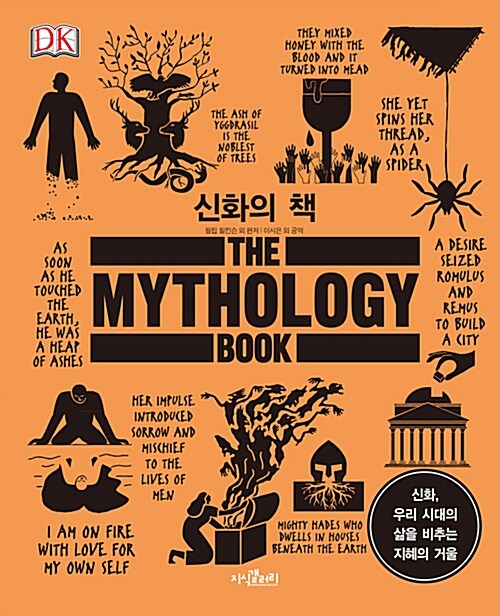 DK
THEY MIXED
HONEY WITH THE
BLOOD AND IT
TURNED INTO MEAD
THE ASH OF
YGGDRASIL IS
THE NOBLEST
OF TREES
SHE YET
SPINS HER
THREAD,
AS A
SPIDER
신화의 책
필립 윌킨슨 외 편저 | 이시은 외 공역
THE
MYTHOLOGY
BOOK
AS
SOON
AS HE
TOUCHED
THE
EARTH,
HE WAS
A HEAP
OF ASHES
A DESIRE
SEIZED
ROMULUS
AND
REMUS
TO BUILD
A CITY
HER IMPULSE
INTRODUCED
SORROW AND
MISCHIEF
TO THE
LIVES OF
MEN
I AM ON FIRE
WITH LOVE FOR
MY OWN SELF
MIGHTY HADES WHO
DWELLS IN HOUSES
BENEATH THE EARTH
신화,
우리 시대의
삶을 비추는
지혜의 거울
지식갤러리